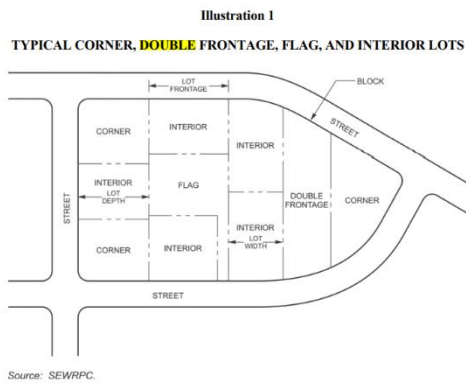 Illustration 1
TYPICAL CORNER, DOUBLE FRONTAGE, FLAG, AND INTERIOR LOTS
LOT
FRONTAGE
BLOCK
STREET
CORNER
INTERIOR
INTERIOR
INTERIOR
LOT
DEPTH
FLAG
DOUBLE
FRONTAGE
CORNER
STREET
CORNER
INTERIOR
INTERIOR
LOT
WIDTH
STREET
Source: SEWRPC.